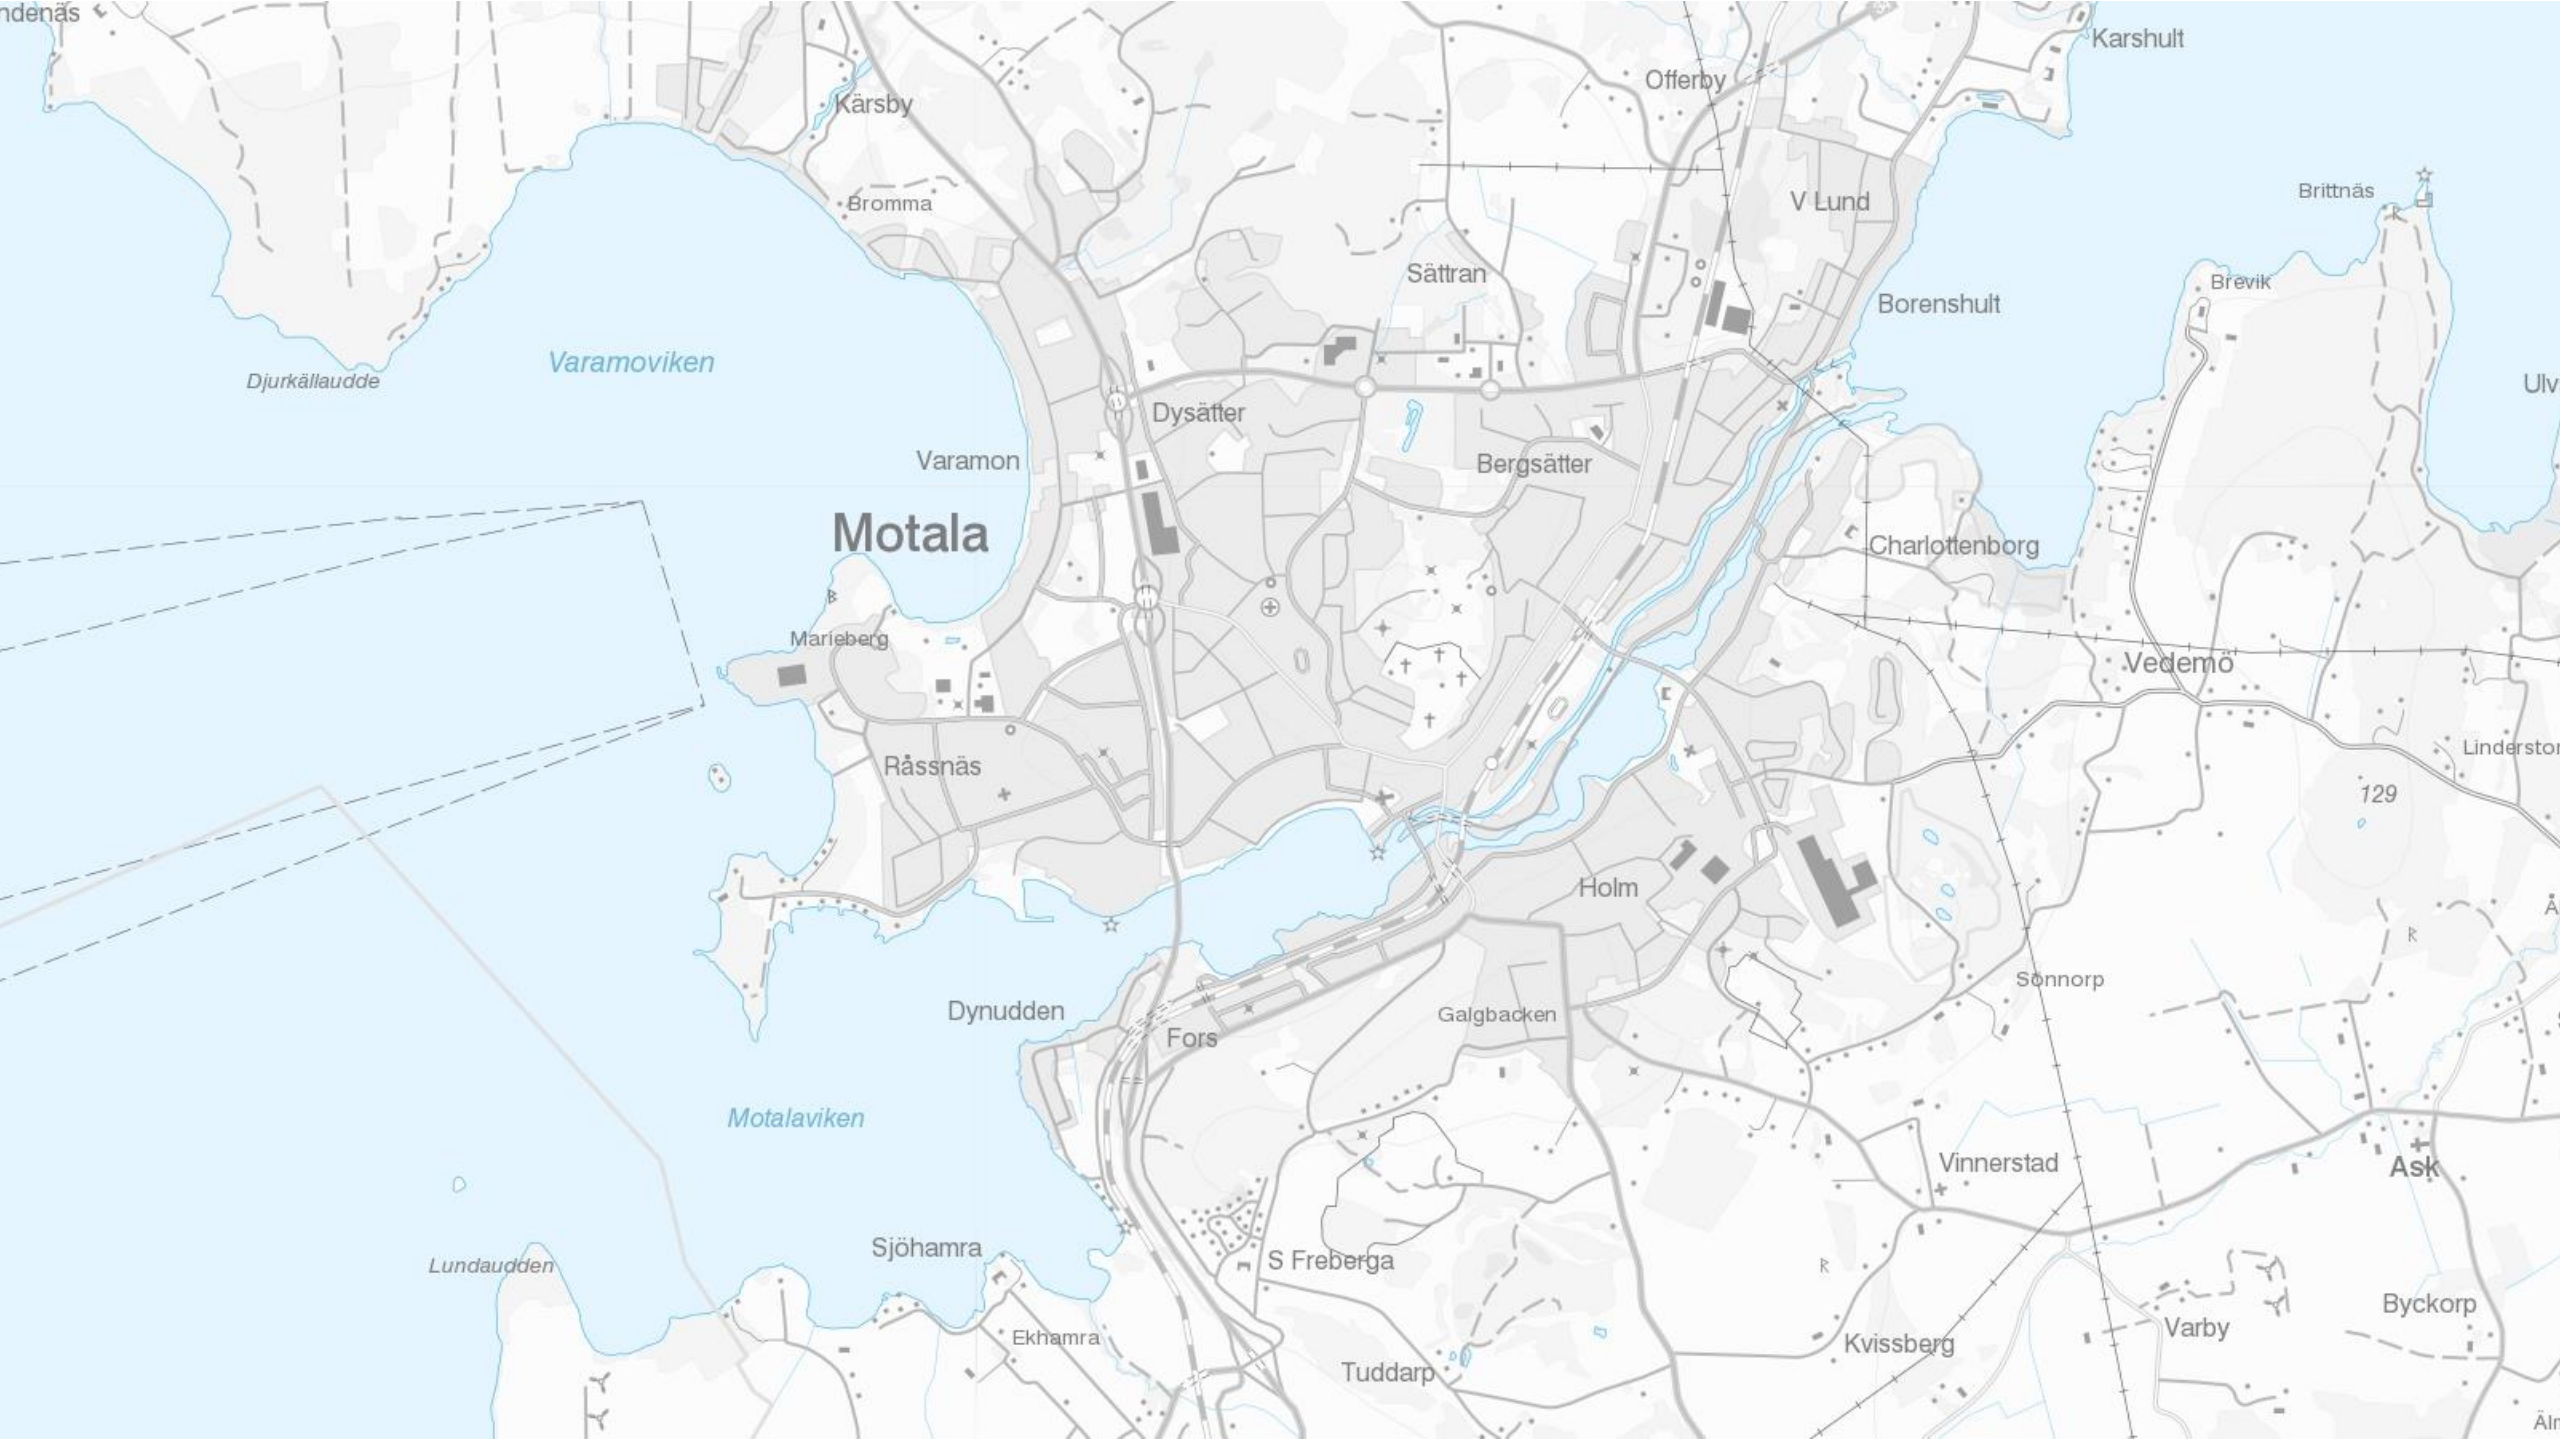 ndenäs
Karshult
Offerby
Kärsby
Brittnäs
V Lund
Bromma
Sättran
Brevik
Borenshult
Varamoviken
Djurkällaudde
Ulv
Dysätter
Varamon
Bergsätter
Motala
Charlottenborg
Marieberg
Vedemö
Linderstor
Råssnäs
129
Holm
Å
Sönnorp
Dynudden
Galgbacken
Fors
Motalaviken
Vinnerstad
Ask
Sjöhamra
S Freberga
Lundaudden
Byckorp
Varby
Ekhamra
Kvissberg
Tuddarp
Älm